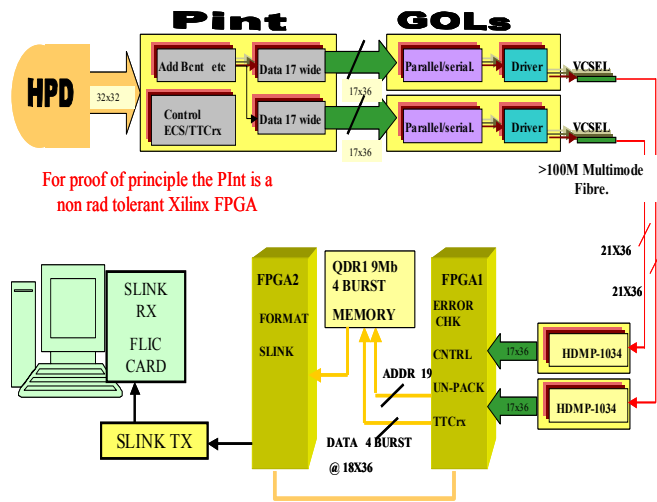 Pint
GOLs
HPD
32x32
Add Bcnt etc
Data 17 wide
Control
ECS/TTCrx
Data 17 wide
17x36
17x36
Parallel/serial.
Driver
VCSEL
Parallel/serial.
Driver
VCSEL
For proof of principle the PInt is a
non rad tolerant Xilinx FPGA
>100M Multimode
Fibre.
21X36
21X36
SLINK
RX
FLIC
CARD
SLINK TX
FPGA2
FORMAT
SLINK
QDR1 9Mb
4 BURST
MEMORY
FPGA1
ERROR
CHK
CNTRL
UN-PACK
TTCrx
ADDR 19
DATA 4 BURST
@ 18X36
17x36
HDMP-1034
17x36
HDMP-1034